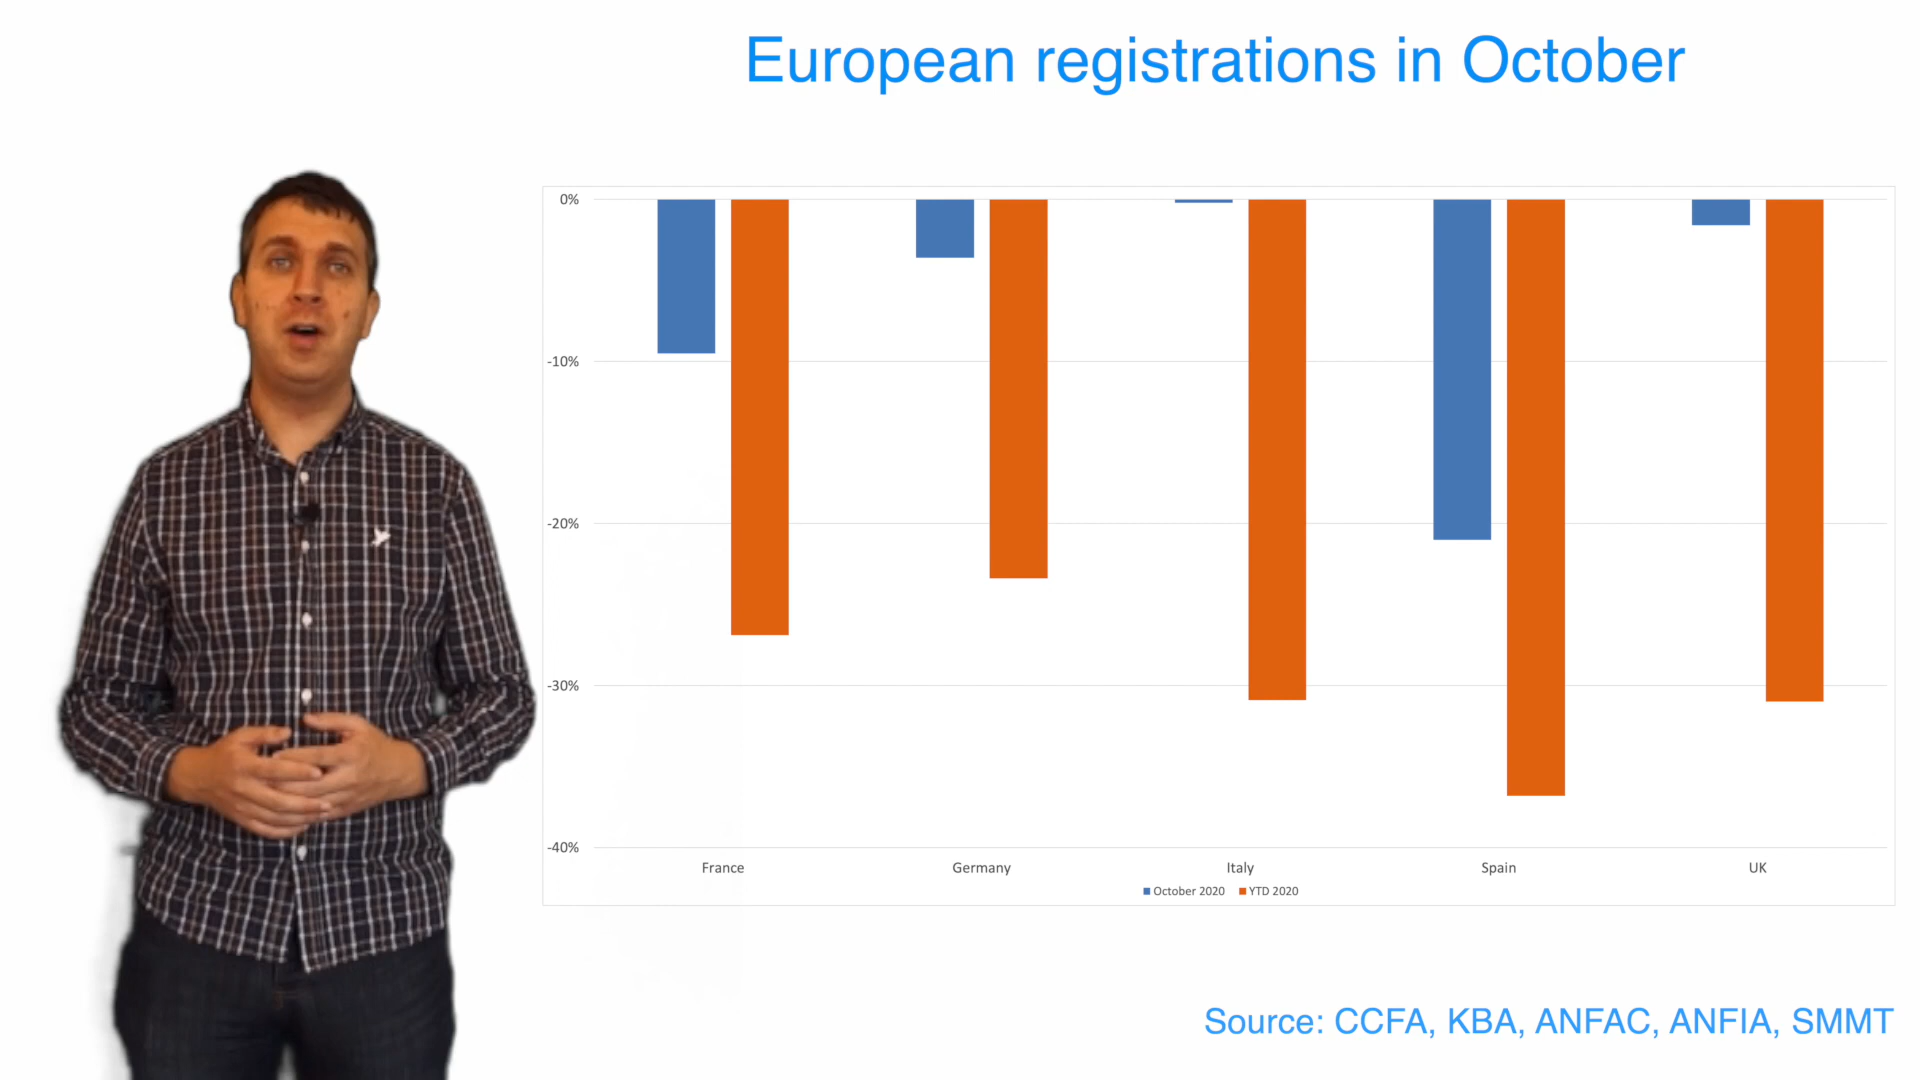 European registrations in October
0%
-10%
-20%
-30%
-40%
France Germany Italy Spain UK
October 2020 YTD 2020
Source: CCFA, KBA, ANFAC, ANFIA, SMMT